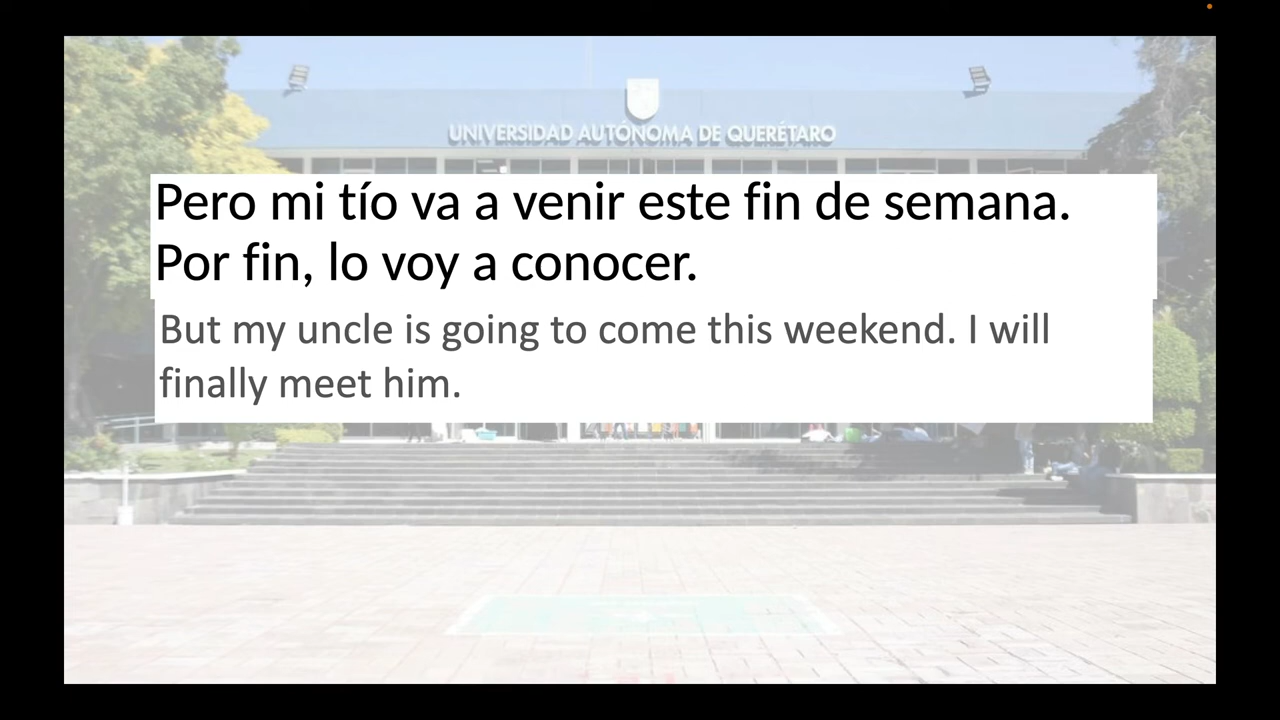 UNIVERSIDAD AUTÓNOMA DE QUERÉTARO
Pero mi tío va a venir este fin de semana.
Por fin, lo voy a conocer.
But my uncle is going to come this weekend. I will
finally meet him.